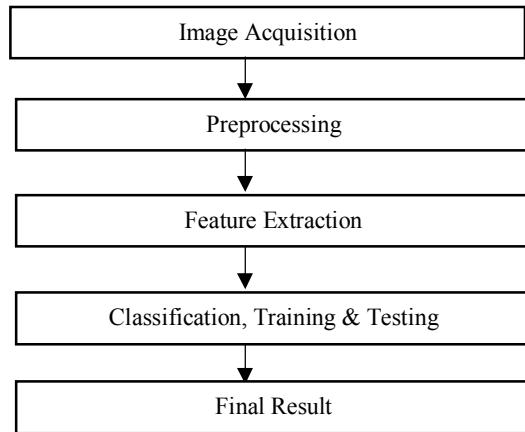 Image Acquisition
Preprocessing
Feature Extraction
Classification, Training & Testing
Final Result